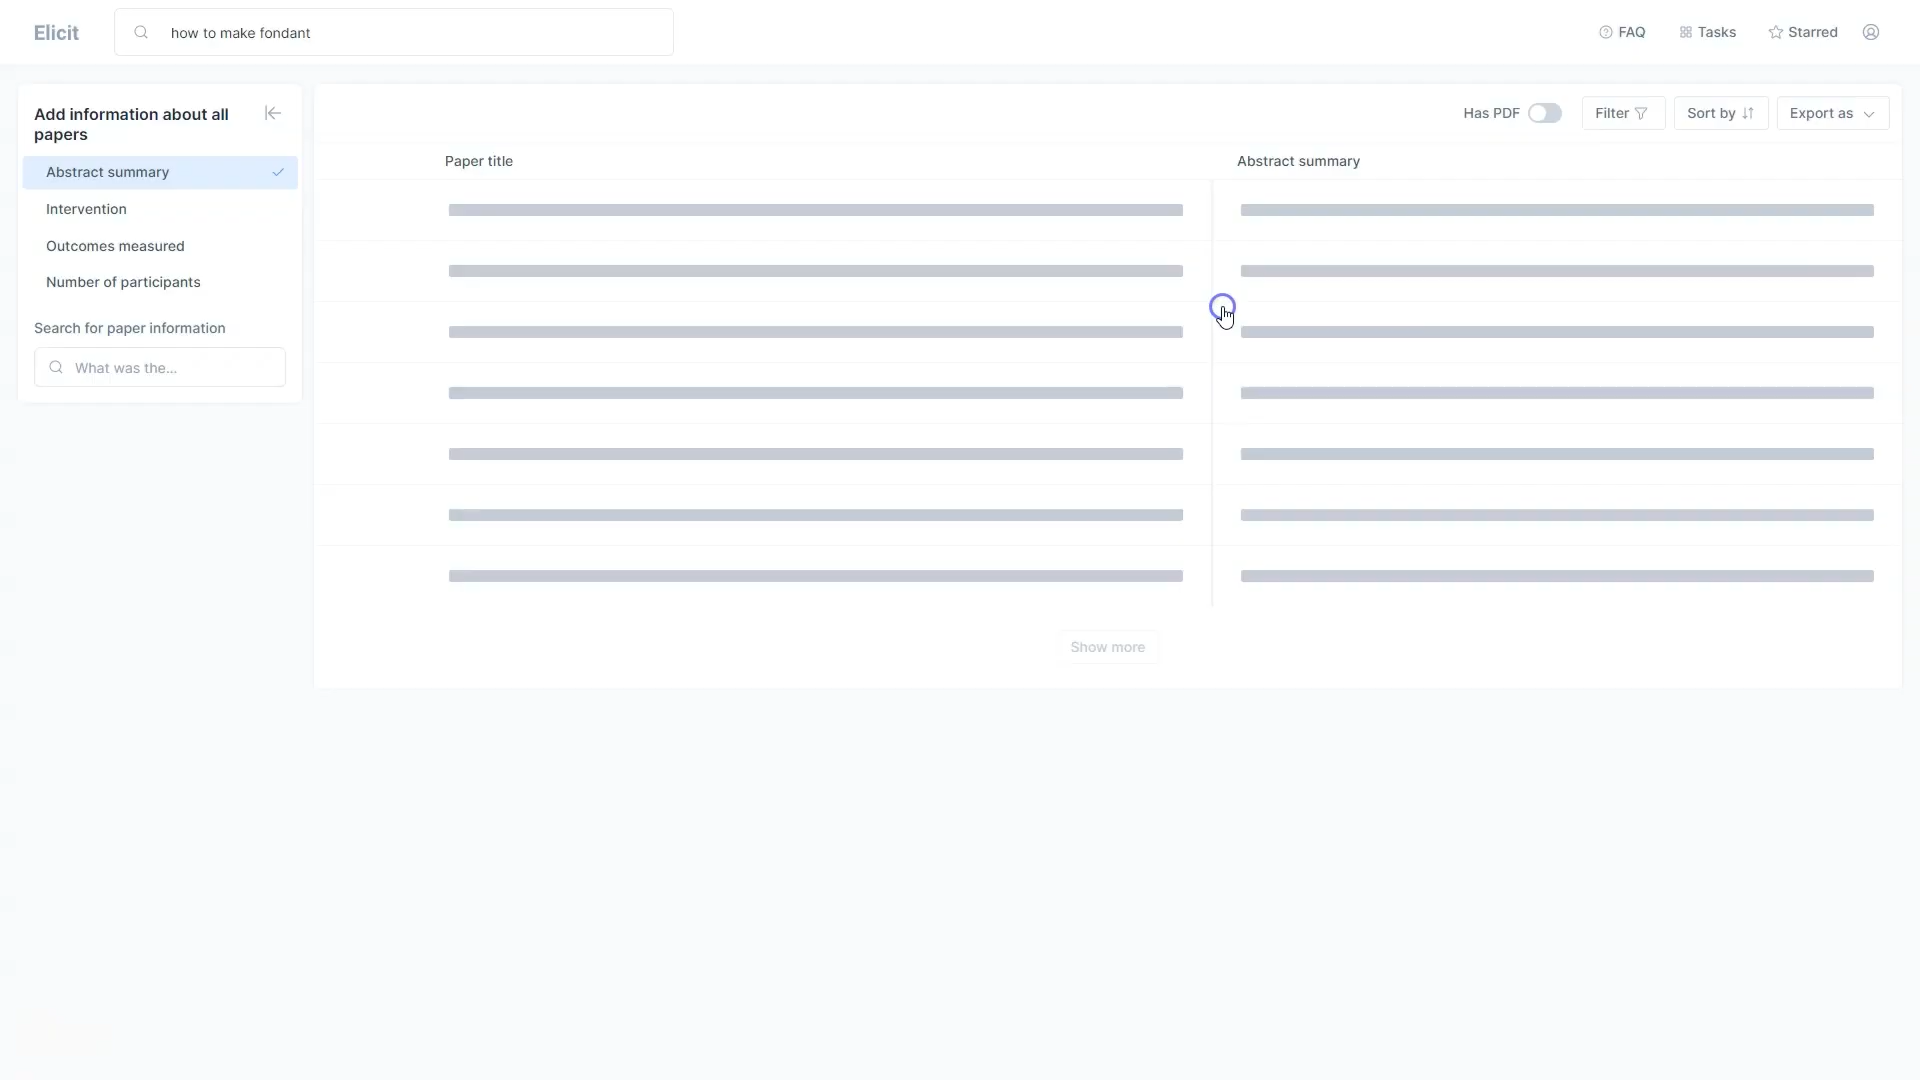 Elicit
how to make fondant
FAQ
Tasks
Starred
Add information about all
papers
Abstract summary
Intervention
Outcomes measured
Number of participants
Search for paper information
What was the...
Has PDF
Filter
Sort by
Export as
Paper title
Abstract summary
Show more